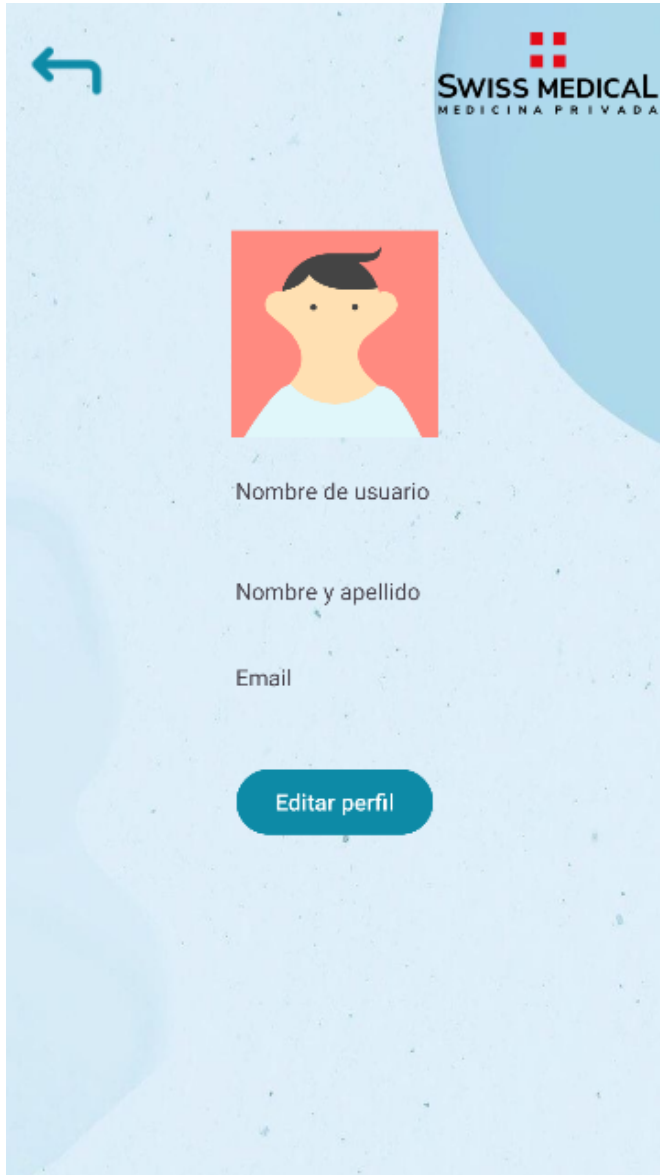 SWISS MEDICAL
MEDICINA PRIVADA
Nombre de usuario
Nombre y apellido
Email
Editar perfil